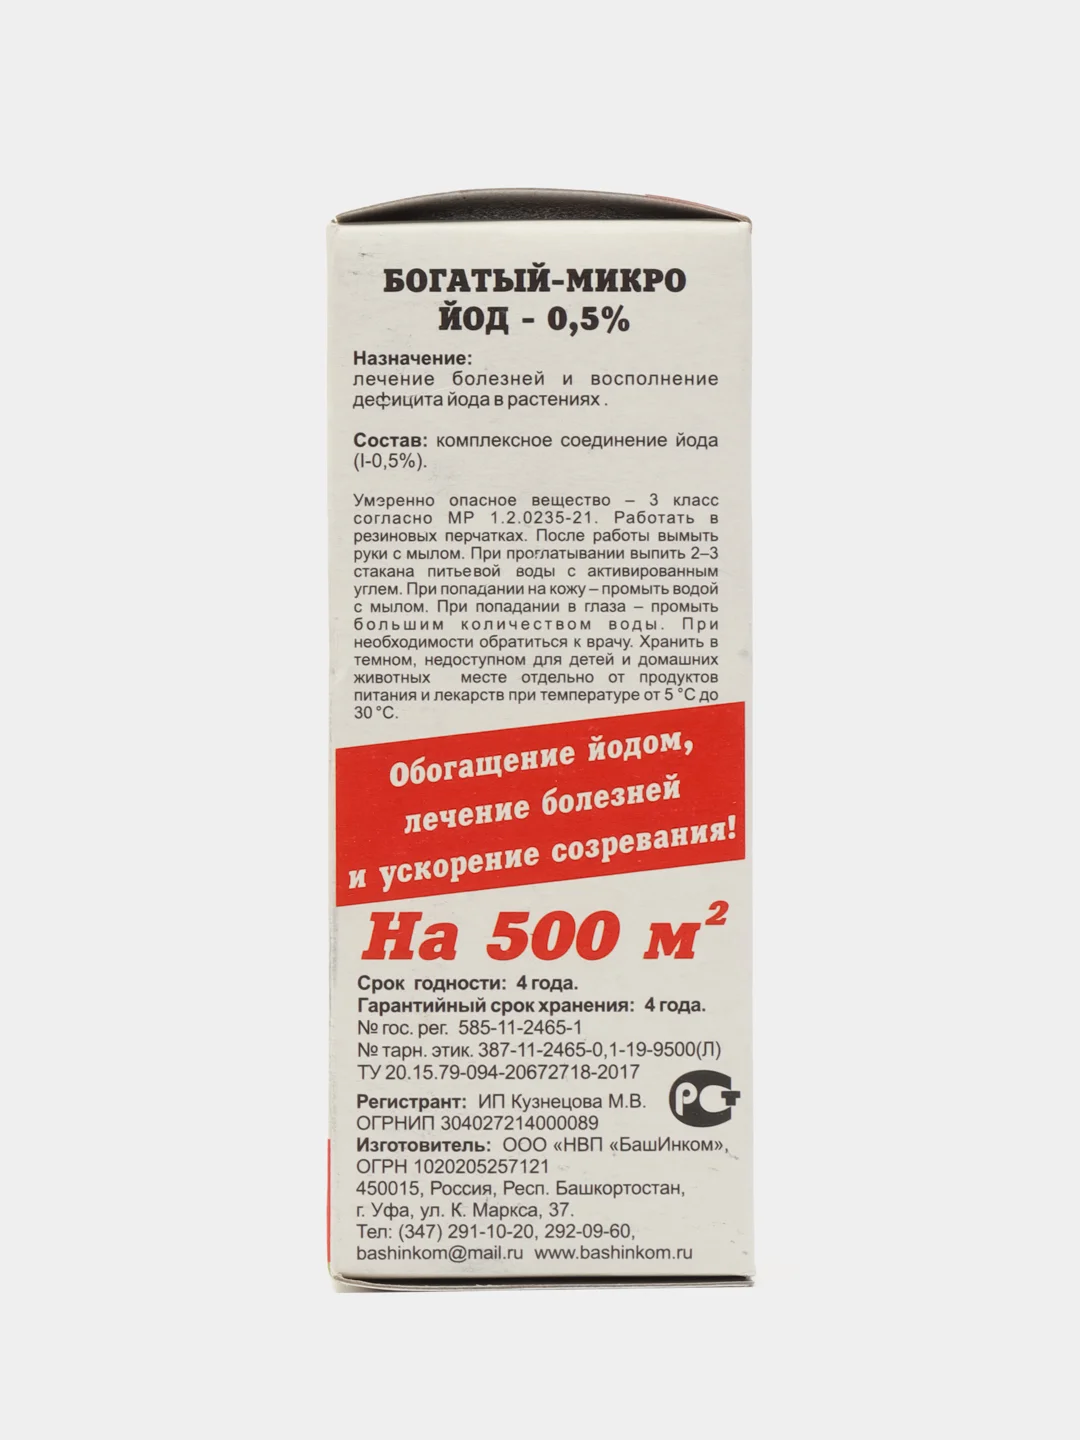 БОГАТЫЙ-МИКРО
ЙОД - 0,5%
Назначение:
лечение болезней и восполнение
дефицита йода в растениях .
Состав: комплексное соединение йода
(I-0,5%).
Умеренно опасное вещество – 3 класс
согласно МР 1.2.0235-21. Работать в
резиновых перчатках. После работы вымыть
руки с мылом. При проглатывании выпить 2–3
стакана питьевой воды с активированным
углем. При попадании на кожу – промыть водой
с мылом. При попадании в глаза – промыть
большим количеством воды. При
необходимости обратиться к врачу. Хранить в
темном, недоступном для детей и домашних
животных месте отдельно от продуктов
питания и лекарств при температуре от 5 °С до
30 °С.
Обогащение йодом,
лечение болезней
и ускорение созревания!
На 500 м²
Срок годности: 4 года.
Гарантийный срок хранения: 4 года.
№ гос. рег. 585-11-2465-1
№ тарн. этик. 387-11-2465-0,1-19-9500(Л)
ТУ 20.15.79-094-20672718-2017
Регистрант: ИП Кузнецова М.В.
ОГРНИП 304027214000089
РСТ
Изготовитель: ООО «НВП «БашИнком»,
ОГРН 1020205257121
450015, Россия, Респ. Башкортостан,
г. Уфа, ул. К. Маркса, 37.
Тел: (347) 291-10-20, 292-09-60,
bashinkom@mail.ru www.bashinkom.ru